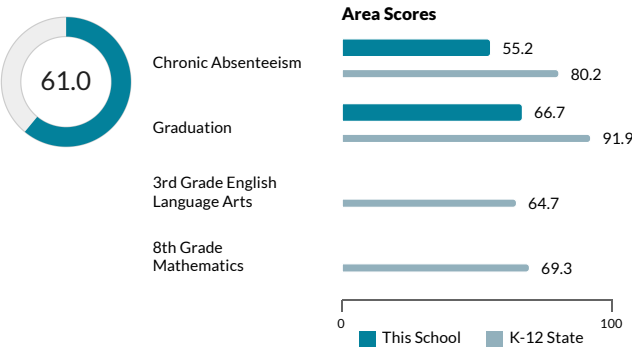 Area Scores
61.0
Chronic Absenteeism
55.2
80.2
Graduation
66.7
91.9
3rd Grade English
Language Arts
64.7
8th Grade
Mathematics
69.3
0
100
This School
K-12 State